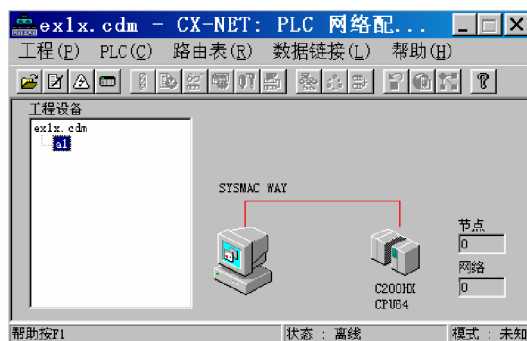 ex1x.cdm - CX-NET: PLC 网络配...
工程(P) PLC(C) 路由表(R) 数据链接(L) 帮助(H)
工程设备
ex1x.cdm
a1
SYSMAC WAY
节点
0
网络
0
C200HX
CPU64
帮助按F1 状态 : 离线 模式 : 未知